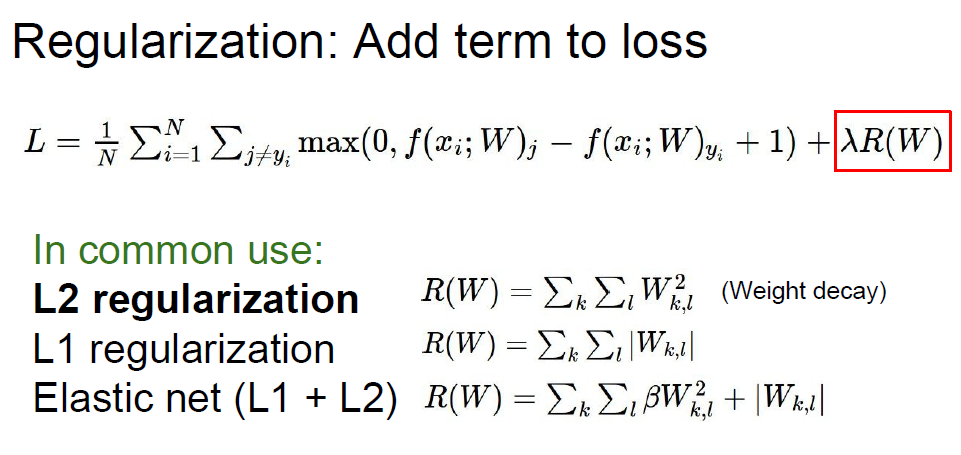 Regularization: Add term to loss
L = \frac{1}{N} \sum_{i=1}^{N} \sum_{j \neq y_i} \max(0, f(x_i; W)_j - f(x_i; W)_{y_i} + 1) + \lambda R(W)
In common use:
L2 regularization R(W) = \sum_k \sum_l W_{k,l}^2 (Weight decay)
L1 regularization R(W) = \sum_k \sum_l |W_{k,l}|
Elastic net (L1 + L2) R(W) = \sum_k \sum_l \beta W_{k,l}^2 + |W_{k,l}|